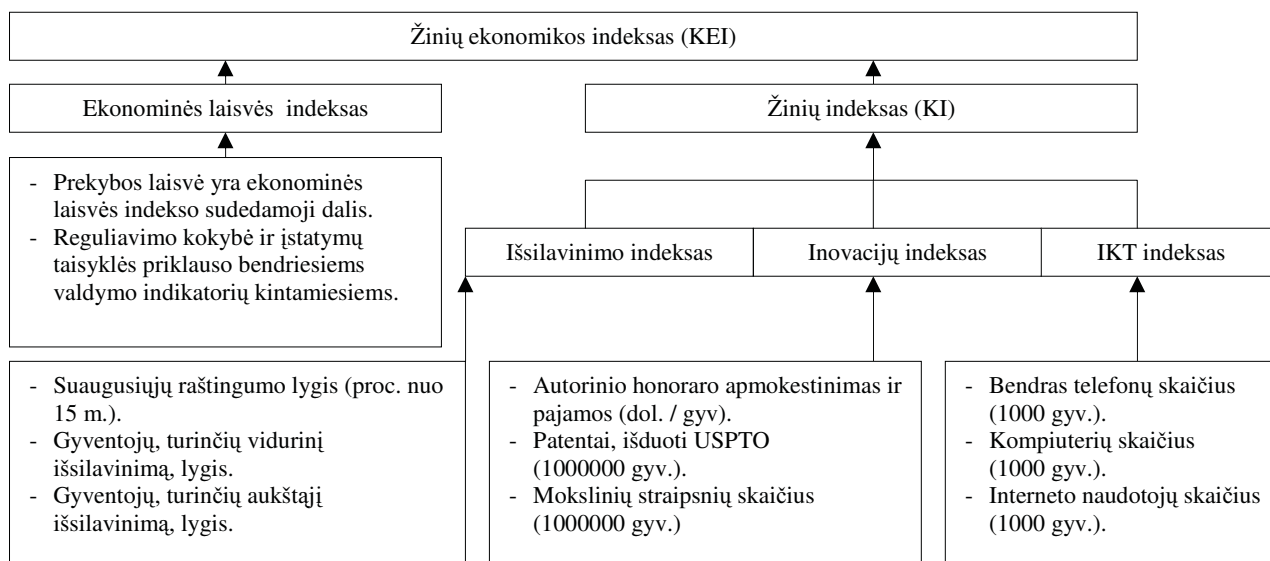 Žinių ekonomikos indeksas (KEI)
Ekonominės laisvės indeksas
Žinių indeksas (KI)
- Prekybos laisvė yra ekonominės
laisvės indekso sudedamoji dalis.
- Reguliavimo kokybė ir įstatymų
taisyklės priklauso bendriesiems
valdymo indikatorių kintamiesiems.
Išsilavinimo indeksas
Inovacijų indeksas
IKT indeksas
- Suaugusiųjų raštingumo lygis (proc. nuo
15 m.).
- Gyventojų, turinčių vidurinį
išsilavinimą, lygis.
- Gyventojų, turinčių aukštąjį
išsilavinimą, lygis.
- Autorinio honoraro apmokestinimas ir
pajamos (dol. / gyv).
- Patentai, išduoti USPTO
(1000000 gyv.).
- Mokslinių straipsnių skaičius
(1000000 gyv.)
- Bendras telefonų skaičius
(1000 gyv.).
- Kompiuterių skaičius
(1000 gyv.).
- Interneto naudotojų skaičius
(1000 gyv.).